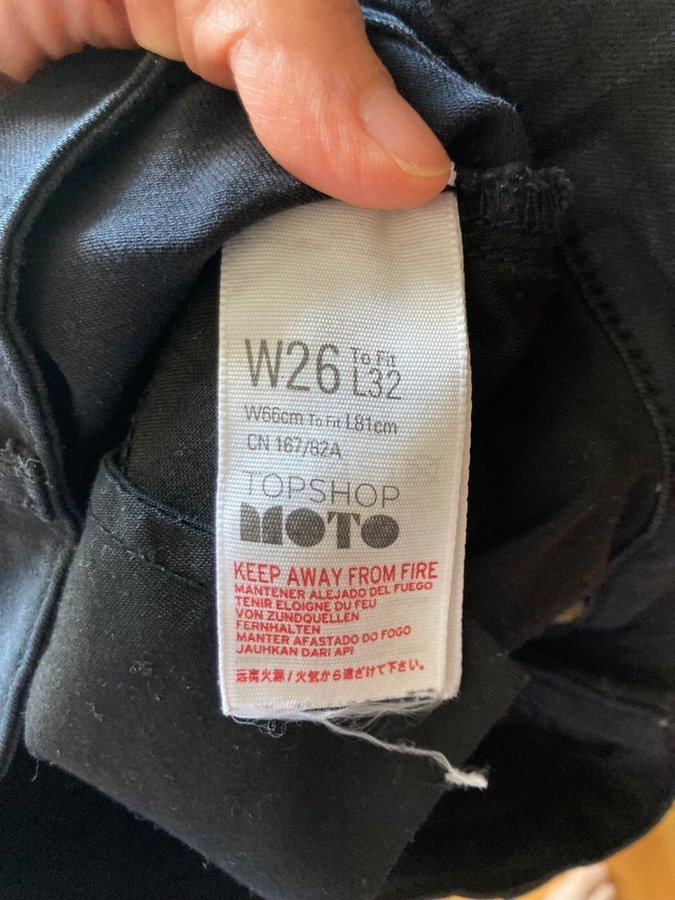 W26 To Fit L32
W66cm To Fit L81cm
CN 167/82A
TOPSHOP
MOTO
KEEP AWAY FROM FIRE
MANTENER ALEJADO DEL FUEGO
TENIR ELOIGNE DU FEU
VON ZUNDQUELLEN
FERNHALTEN
MANTER AFASTADO DO FOGO
JAUHKAN DARI API
远离火源/火気から遠ざけて下さい。